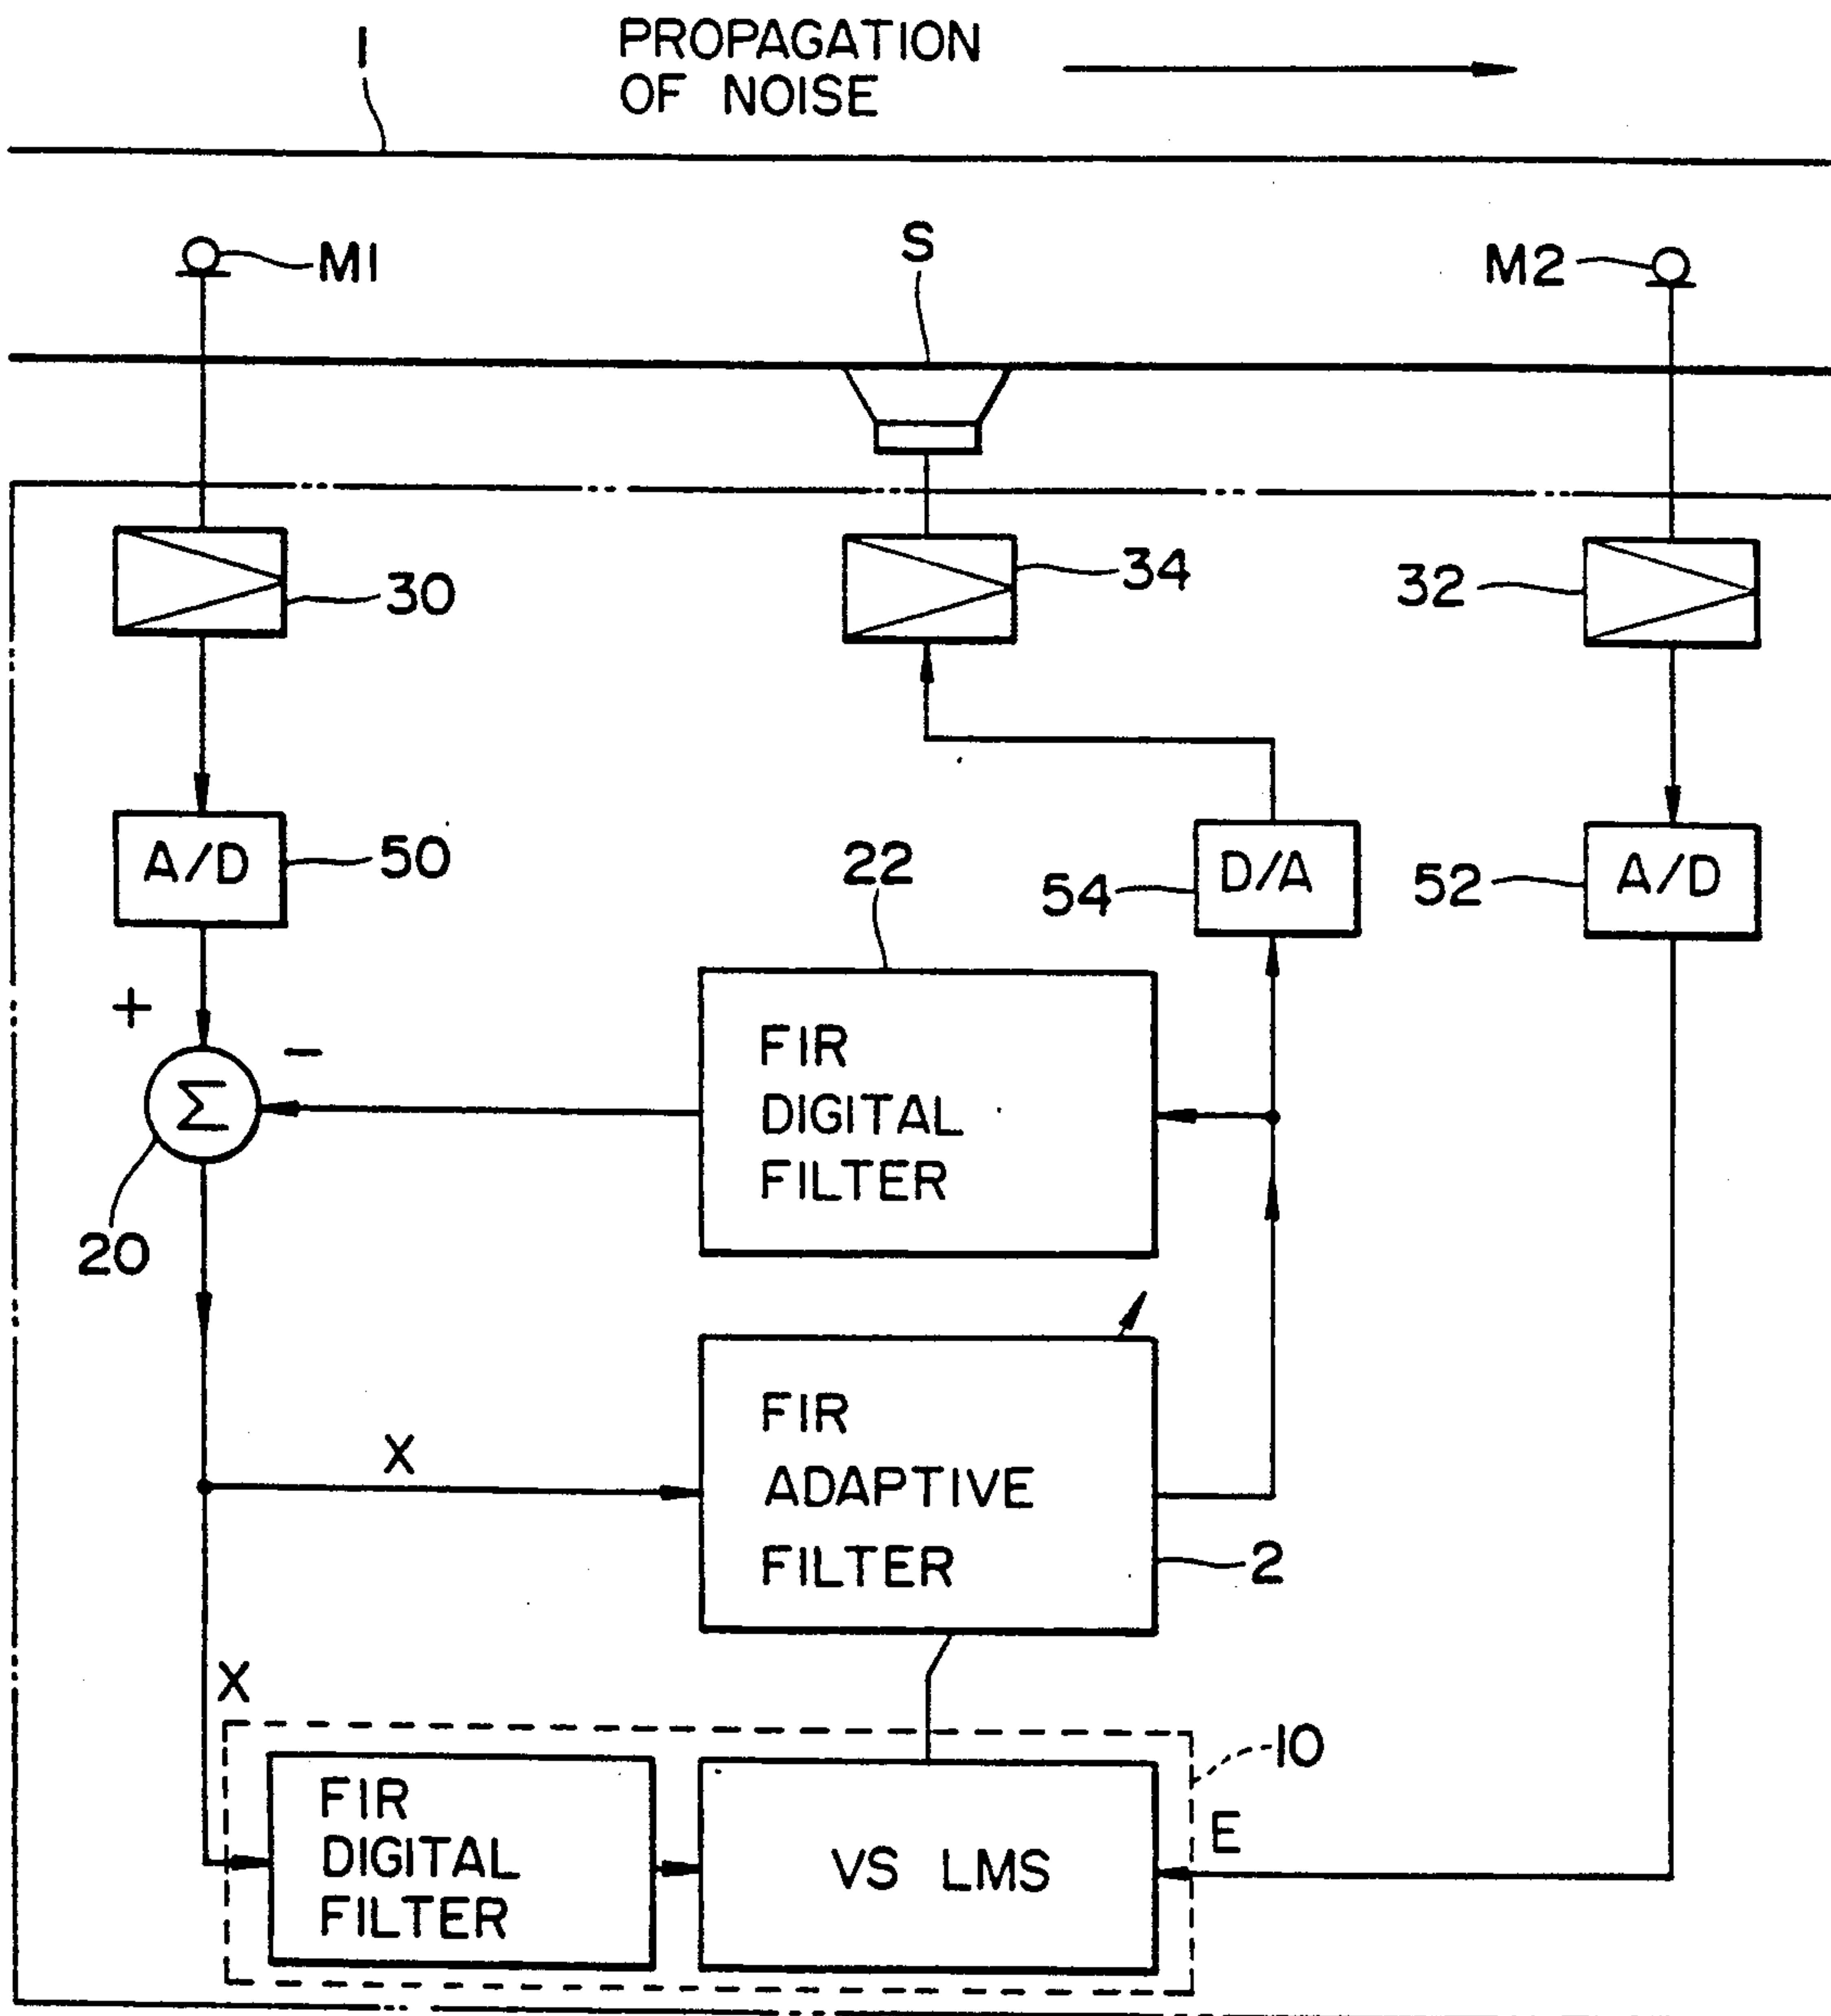 1
PROPAGATION
OF NOISE
M1
S
M2
30
34
32
A/D
50
22
54
D/A
52
A/D
+
-
FIR
DIGITAL
FILTER
Σ
20
X
FIR
ADAPTIVE
FILTER
2
X
10
FIR
DIGITAL
FILTER
VS LMS
E